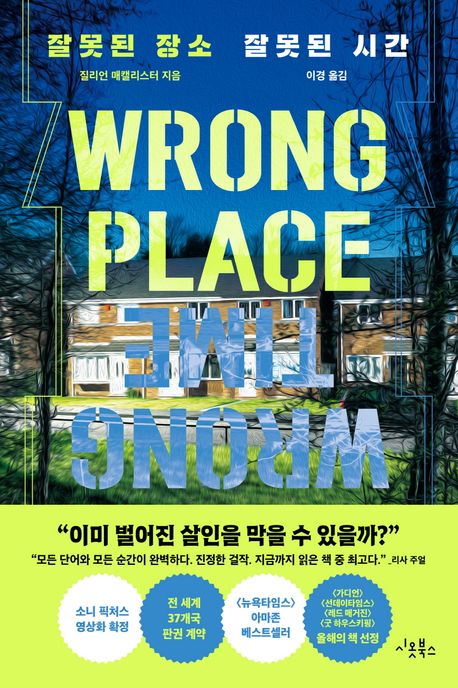 잘못된 장소 잘못된 시간
질리언 매캘리스터 지음 이경 옮김
WRONG
PLACE
TIME
WRONG
“이미 벌어진 살인을 막을 수 있을까?”
“모든 단어와 모든 순간이 완벽하다. 진정한 걸작. 지금까지 읽은 책 중 최고다.” _리사 주얼
소니 픽처스
영상화 확정
전 세계
37개국
판권 계약
〈뉴욕타임스〉
아마존
베스트셀러
〈가디언〉
〈선데이타임스〉
〈레드 매거진〉
〈굿 하우스키핑〉
올해의 책 선정
시옷북스